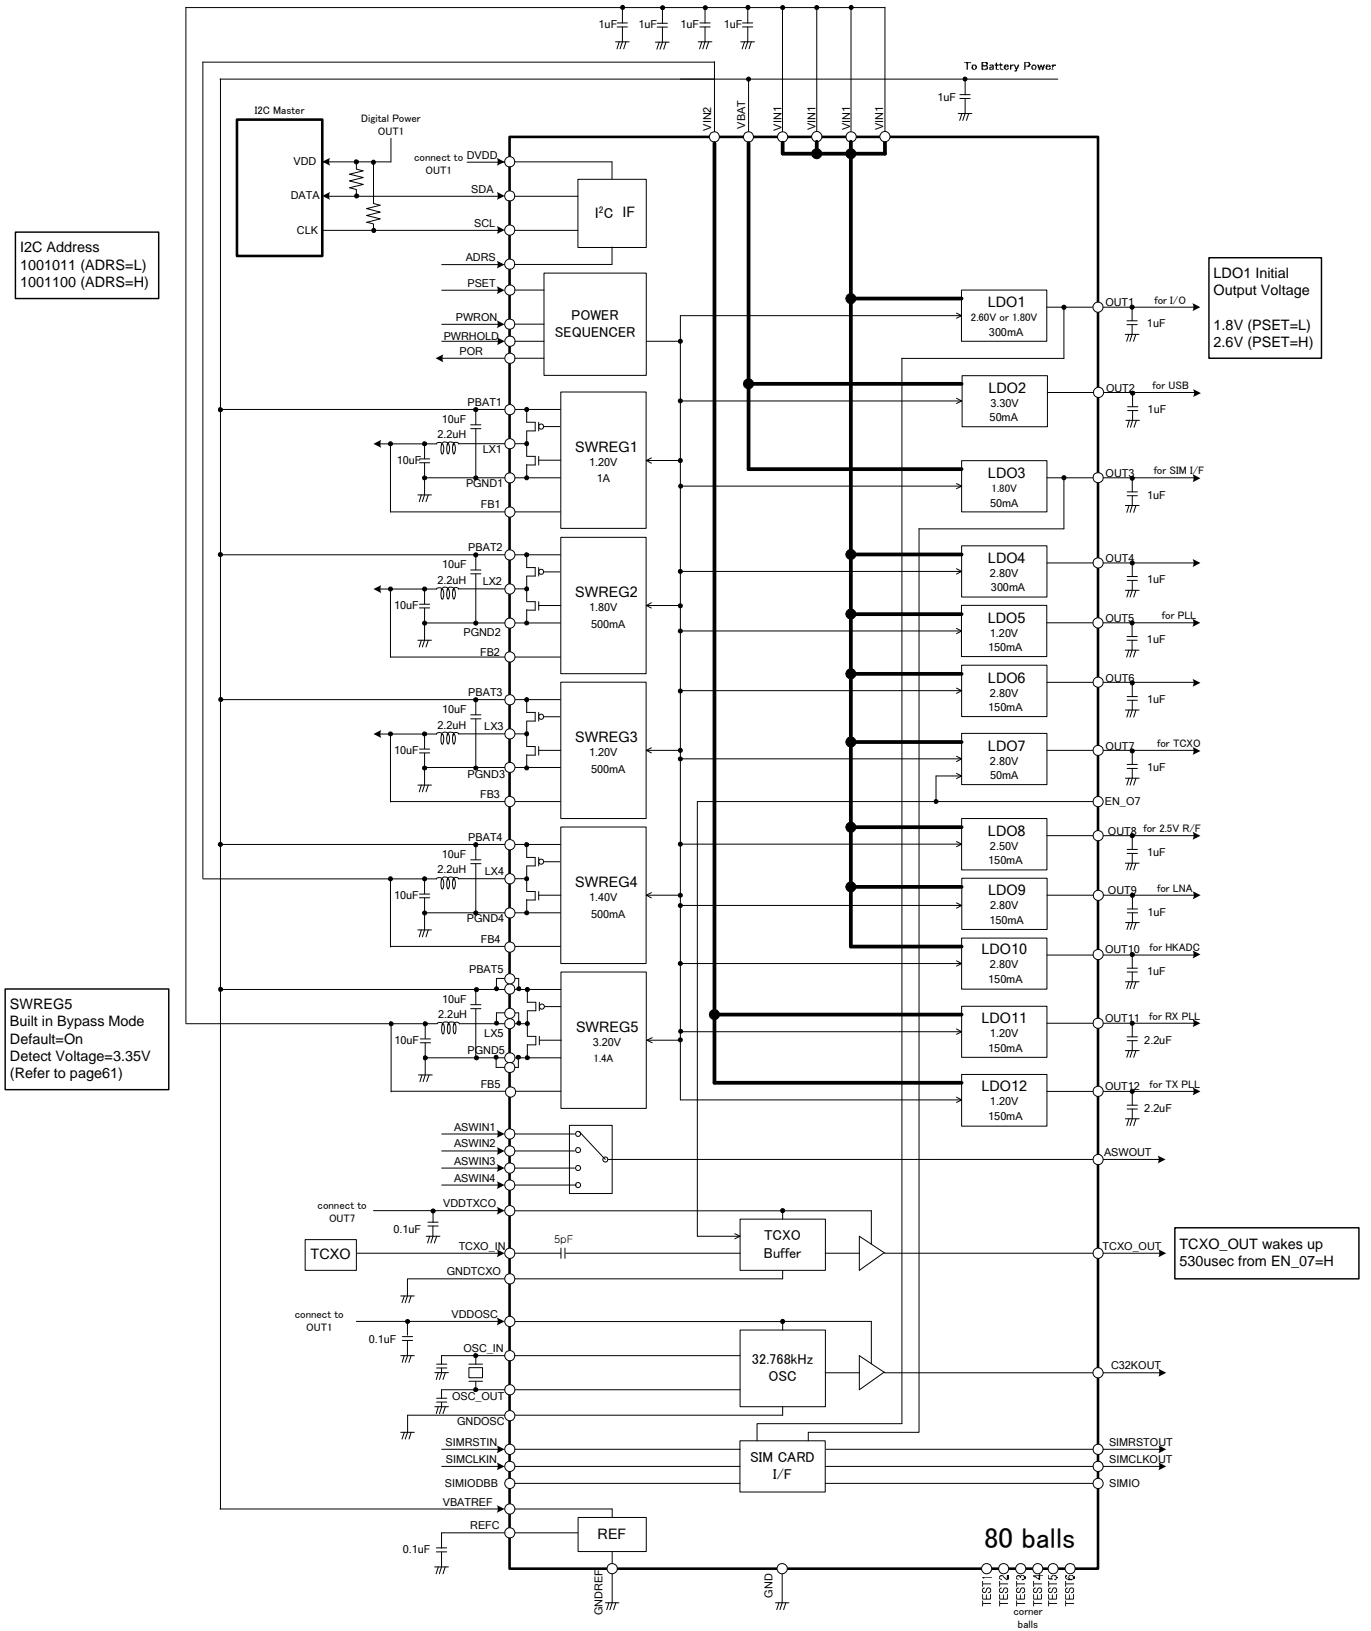 1uF 1uF 1uF 1uF
To Battery Power
1uF
VIN2
VBAT
VIN1
VIN1
VIN1
VIN1
I2C Master
Digital Power
OUT1
VDD
DATA
CLK
connect to
OUT1
DVDD
SDA
SCL
ADRS
I²C IF
I2C Address
1001011 (ADRS=L)
1001100 (ADRS=H)
PSET
PWRON
PWRHOLD
POR
POWER
SEQUENCER
LDO1
2.60V or 1.80V
300mA
OUT1
for I/O
1uF
LDO1 Initial
Output Voltage
1.8V (PSET=L)
2.6V (PSET=H)
LDO2
3.30V
50mA
OUT2
for USB
1uF
PBAT1
10uF
2.2uH
LX1
10uF
PGND1
FB1
SWREG1
1.20V
1A
LDO3
1.80V
50mA
OUT3
for SIM I/F
1uF
PBAT2
10uF
2.2uH
LX2
10uF
PGND2
FB2
SWREG2
1.80V
500mA
LDO4
2.80V
300mA
OUT4
1uF
LDO5
1.20V
150mA
OUT5
for PLL
1uF
LDO6
2.80V
150mA
OUT6
1uF
PBAT3
10uF
2.2uH
LX3
10uF
PGND3
FB3
SWREG3
1.20V
500mA
LDO7
2.80V
50mA
OUT7
for TCXO
1uF
EN_O7
PBAT4
10uF
2.2uH
LX4
10uF
PGND4
FB4
SWREG4
1.40V
500mA
LDO8
2.50V
150mA
OUT8
for 2.5V R/F
1uF
LDO9
2.80V
150mA
OUT9
for LNA
1uF
LDO10
2.80V
150mA
OUT10
for HKADC
1uF
SWREG5
Built in Bypass Mode
Default=On
Detect Voltage=3.35V
(Refer to page61)
PBAT5
10uF
2.2uH
LX5
10uF
PGND5
FB5
SWREG5
3.20V
1.4A
LDO11
1.20V
150mA
OUT11
for RX PLL
2.2uF
LDO12
1.20V
150mA
OUT12
for TX PLL
2.2uF
ASWIN1
ASWIN2
ASWIN3
ASWIN4
ASWOUT
connect to
OUT7
VDDTXCO
0.1uF
TCXO
TCXO_IN
5pF
GNDTCXO
TCXO
Buffer
TCXO_OUT
TCXO_OUT wakes up
530usec from EN_07=H
connect to
OUT1
VDDOSC
0.1uF
OSC_IN
OSC_OUT
GNDOSC
32.768kHz
OSC
C32KOUT
SIMRSTIN
SIMCLKIN
SIMIODBB
SIM CARD
I/F
SIMRSTOUT
SIMCLKOUT
SIMIO
VBATREF
REFC
0.1uF
REF
80 balls
GNDREF
GND
TEST1
TEST2
TEST3
TEST4
TEST5
TEST6
corner
balls